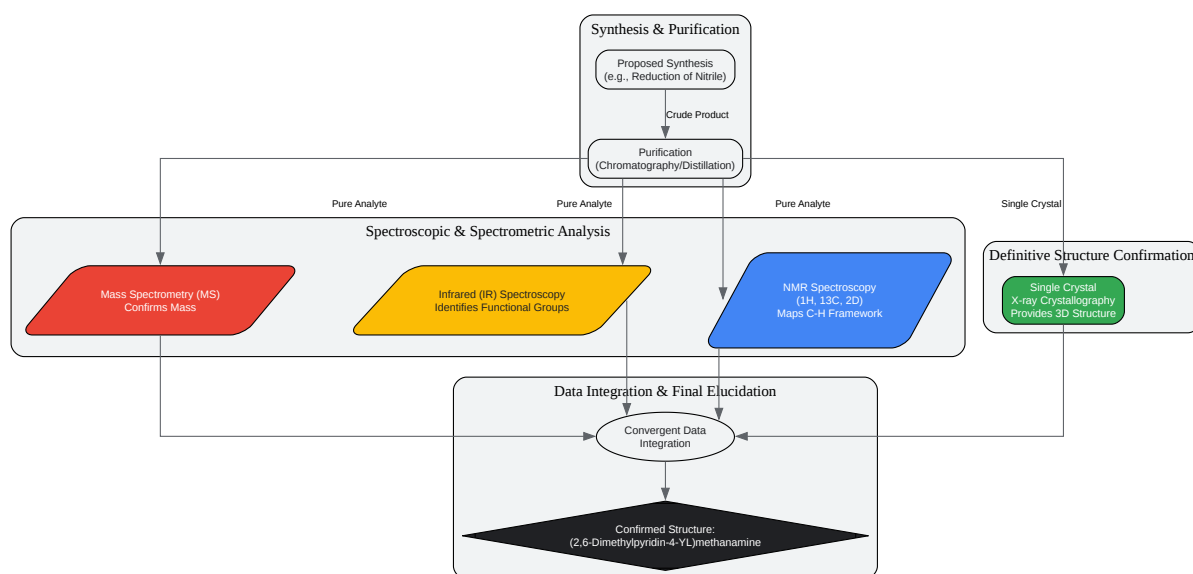 Synthesis & Purification
Proposed Synthesis
(e.g., Reduction of Nitrile)
Crude Product
Purification
(Chromatography/Distillation)
Pure Analyte
Pure Analyte
Pure Analyte
Single Crystal
Spectroscopic & Spectrometric Analysis
Mass Spectrometry (MS)
Confirms Mass
Infrared (IR) Spectroscopy
Identifies Functional Groups
NMR Spectroscopy
(1H, 13C, 2D)
Maps C-H Framework
Definitive Structure Confirmation
Single Crystal
X-ray Crystallography
Provides 3D Structure
Data Integration & Final Elucidation
Convergent Data
Integration
Confirmed Structure:
(2,6-Dimethylpyridin-4-YL)methanamine